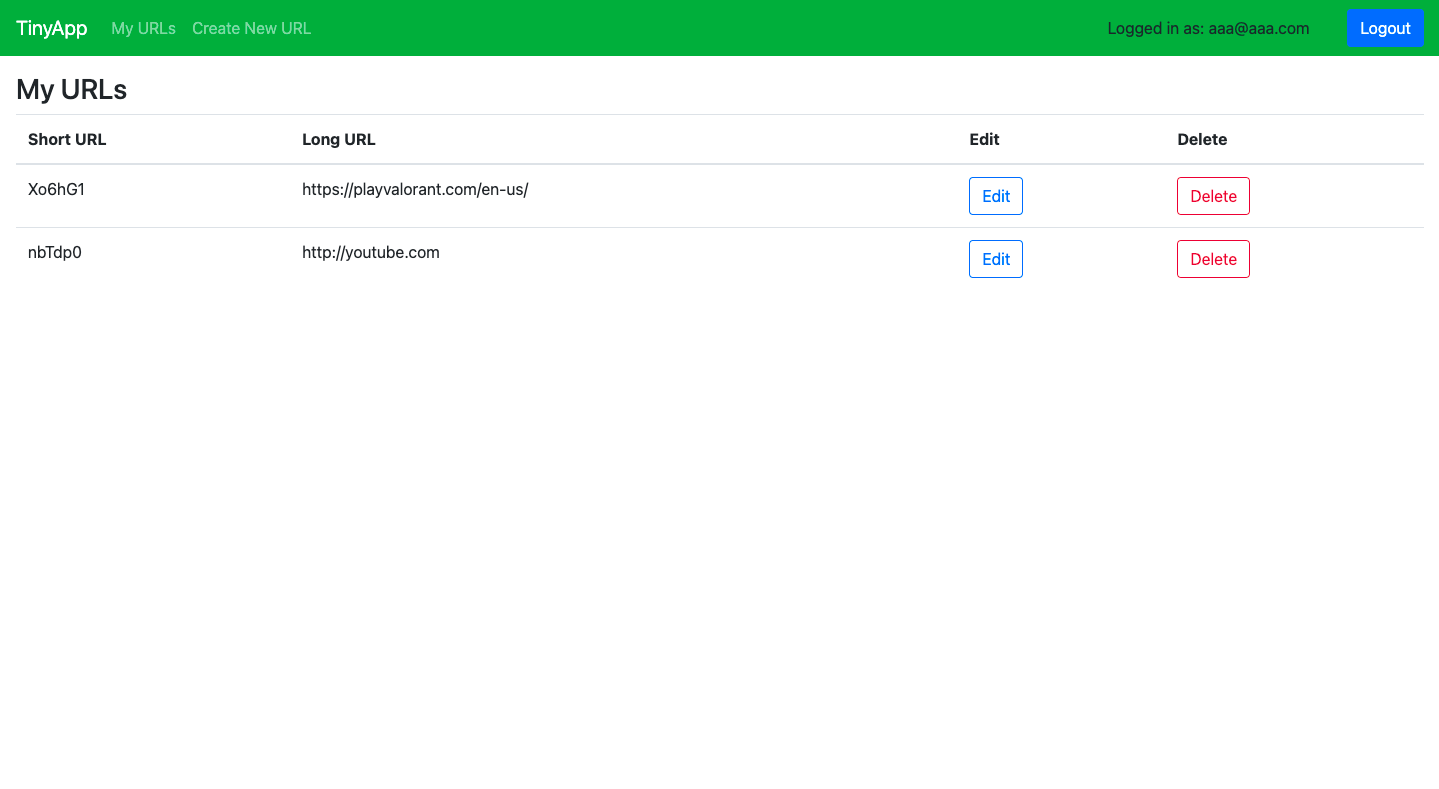 TinyApp My URLs Create New URL Logged in as: aaa@aaa.com Logout
My URLs
Short URL Long URL Edit Delete
Xo6hG1 https://playvalorant.com/en-us/ Edit Delete
nbTdp0 http://youtube.com Edit Delete